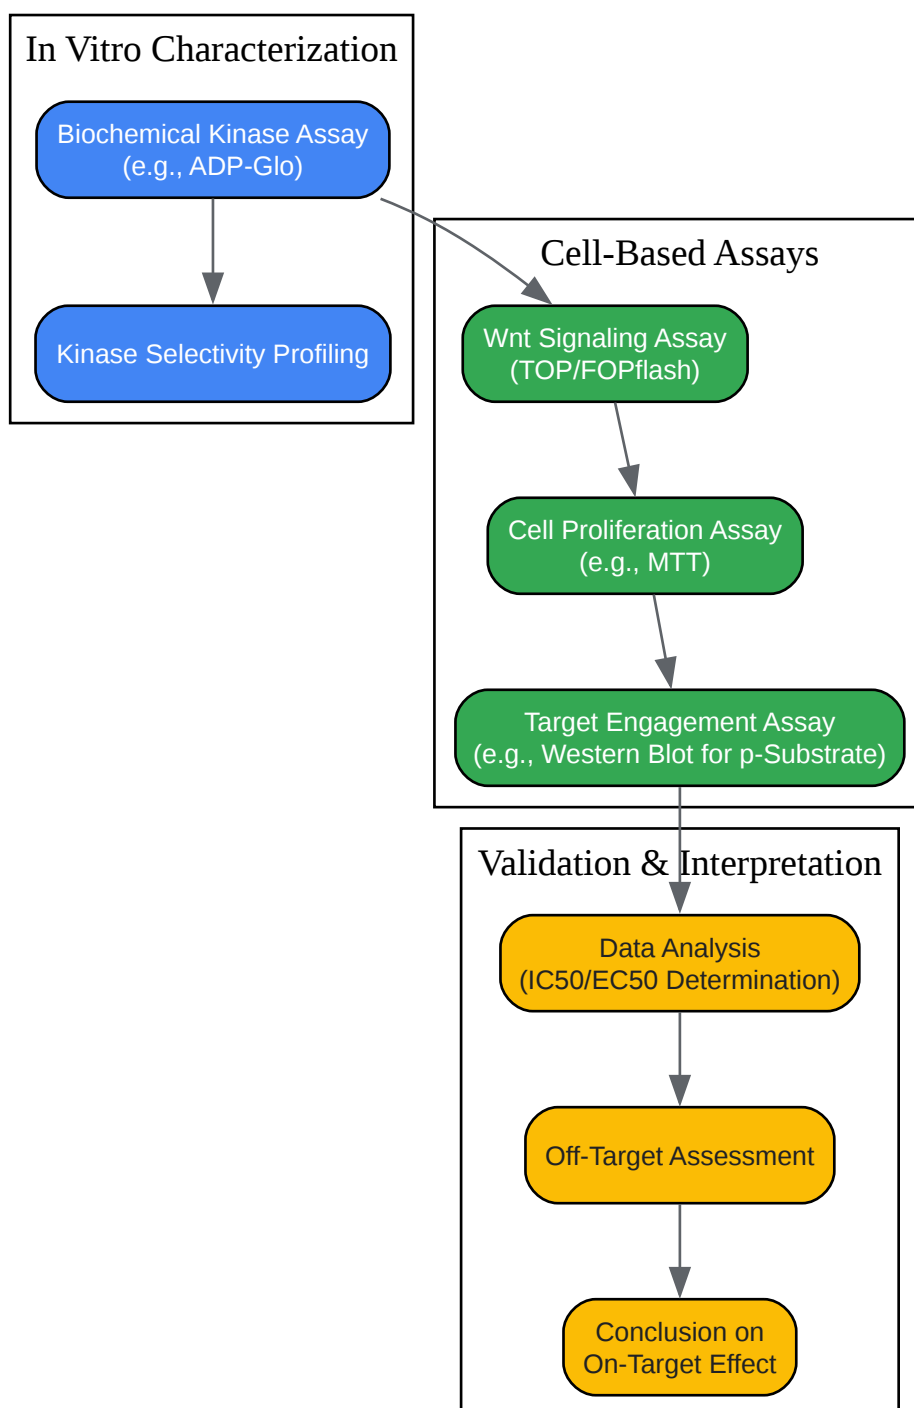 In Vitro Characterization
Biochemical Kinase Assay
(e.g., ADP-Glo)
Kinase Selectivity Profiling
Cell-Based Assays
Wnt Signaling Assay
(TOP/FOPflash)
Cell Proliferation Assay
(e.g., MTT)
Target Engagement Assay
(e.g., Western Blot for p-Substrate)
Validation & Interpretation
Data Analysis
(IC50/EC50 Determination)
Off-Target Assessment
Conclusion on
On-Target Effect